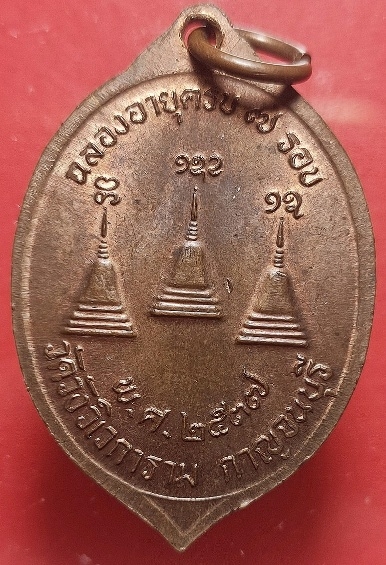 ฉลองอายุครบ ๗ รอบ
พ.ศ.๒๕๓๗
วัดวังวิเวการาม กาญจนบุรี